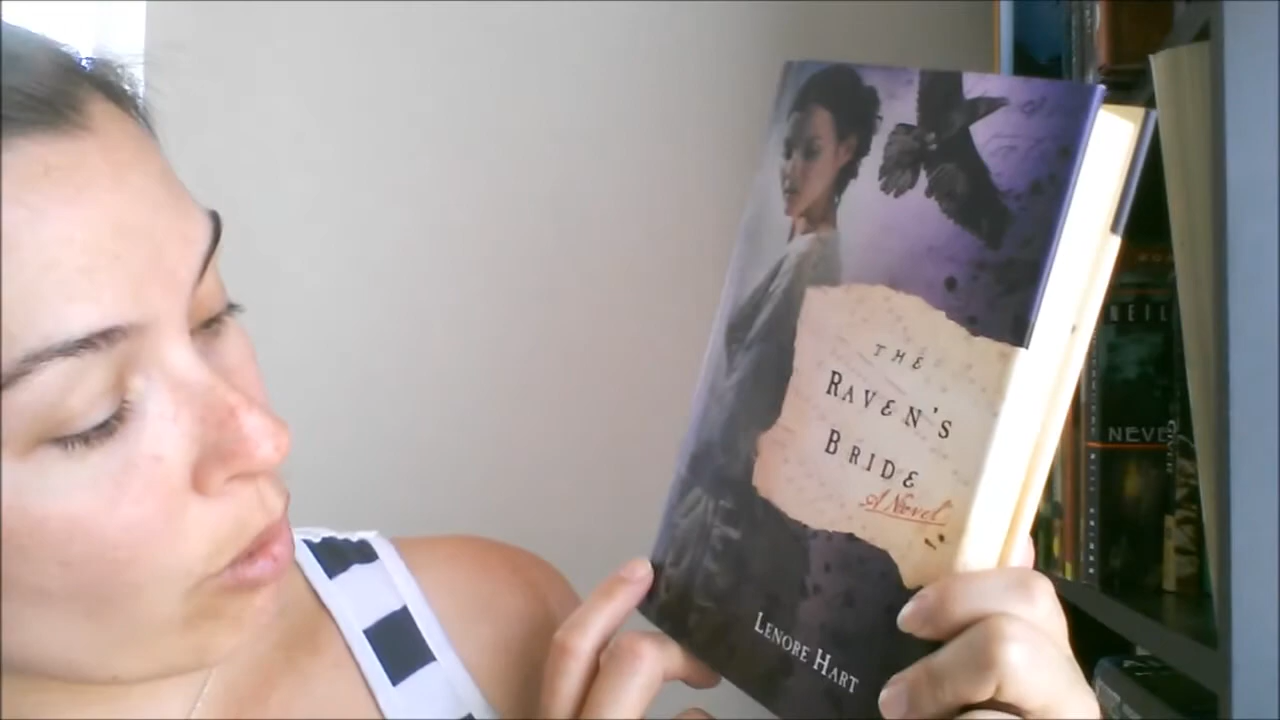 THE
RAVEN'S
BRIDE
A Novel
LENORE HART
NEIL
NEVE